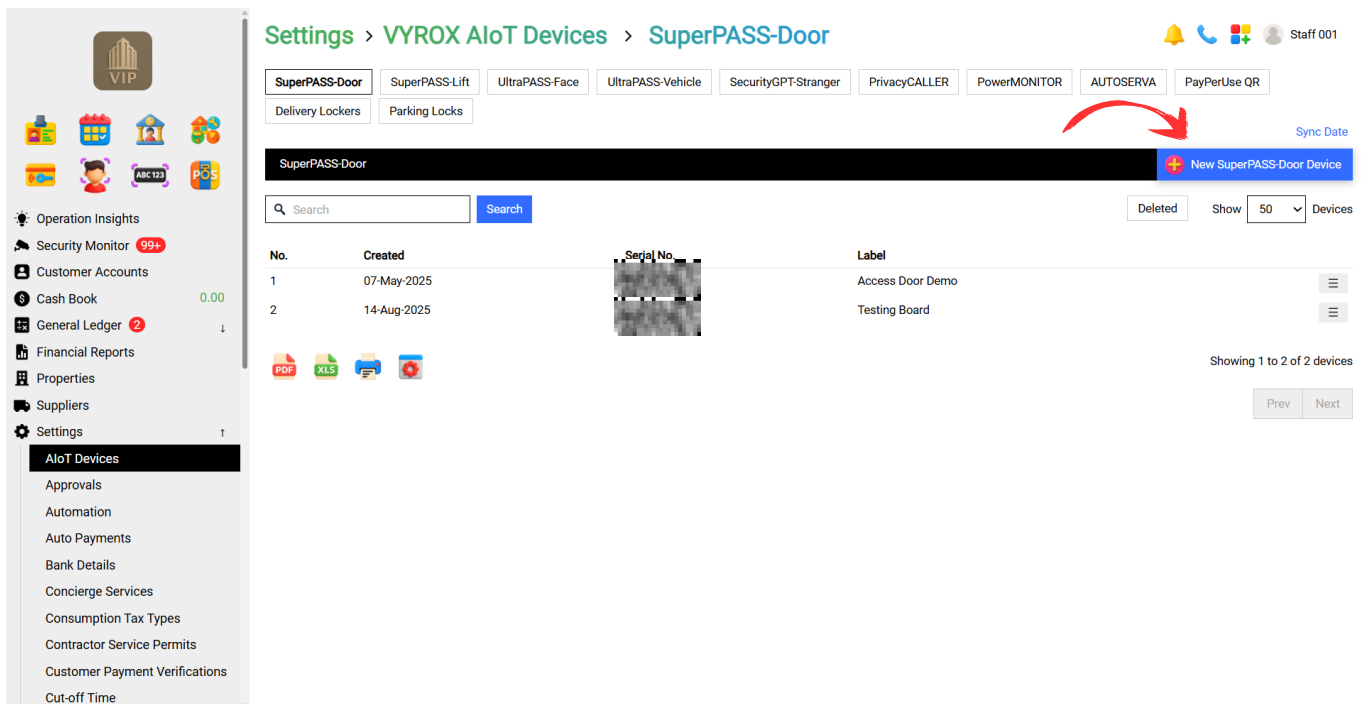 VIP
ABC 123
POS
Operation Insights
Security Monitor 99+
Customer Accounts
Cash Book 0.00
General Ledger 2 ↓
Financial Reports
Properties
Suppliers
Settings ↑
AIoT Devices
Approvals
Automation
Auto Payments
Bank Details
Concierge Services
Consumption Tax Types
Contractor Service Permits
Customer Payment Verifications
Cut-off Time
Settings > VYROX AIoT Devices > SuperPASS-Door
Staff 001
SuperPASS-Door SuperPASS-Lift UltraPASS-Face UltraPASS-Vehicle SecurityGPT-Stranger PrivacyCALLER PowerMONITOR AUTOSERVA PayPerUse QR
Delivery Lockers Parking Locks
Sync Date
SuperPASS-Door New SuperPASS-Door Device
Search Search Deleted Show 50 Devices
No. Created Serial No. Label
1 07-May-2025 Access Door Demo
2 14-Aug-2025 Testing Board
PDF XLS
Showing 1 to 2 of 2 devices
Prev Next